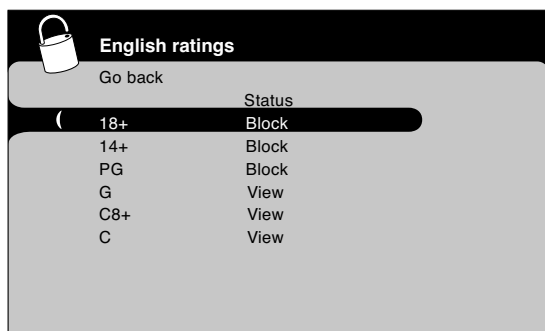 English ratings
Go back
Status
18+ Block
14+ Block
PG Block
G View
C8+ View
C View